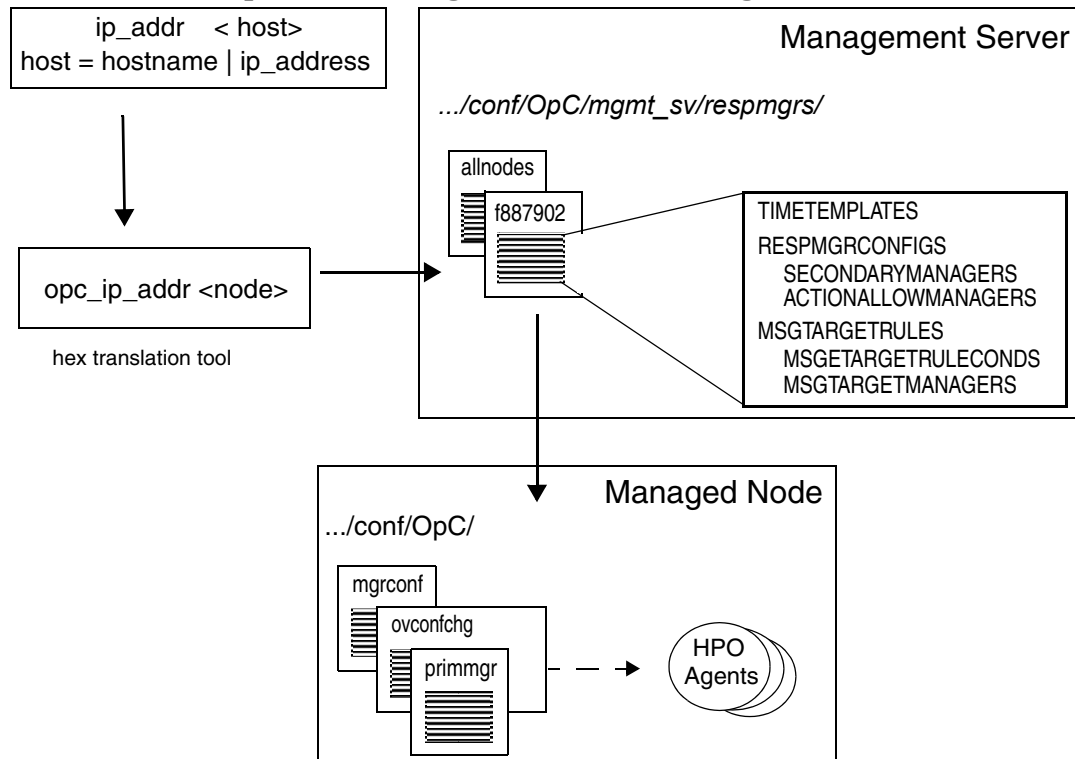 ip_addr < host>
host = hostname | ip_address
Management Server
.../conf/OpC/mgmt_sv/respmgrs/
allnodes
f887902
TIMETEMPLATES
RESPMGRCONFIGS
SECONDARYMANAGERS
ACTIONALLOWMANAGERS
MSGTARGETRULES
MSGETARGETRULECONDS
MSGTARGETMANAGERS
opc_ip_addr <node>
hex translation tool
Managed Node
.../conf/OpC/
mgrconf
ovconfchg
primmgr
HPO
Agents